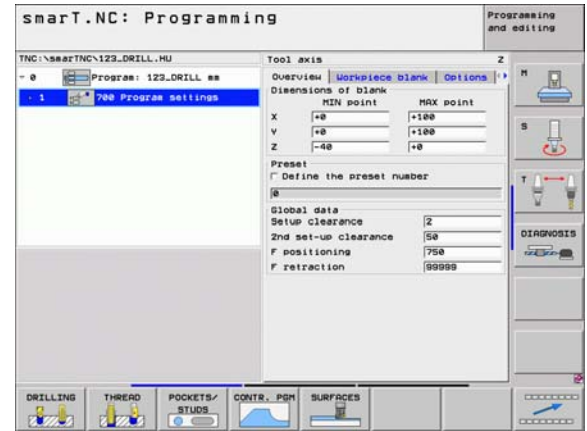 smarT.NC: Programming
Programming and editing
TNC:\smarTNC\123_DRILL.HU
- 0 Program: 123_DRILL mm
- 1 700 Program settings
Tool axis Z
Overview Workpiece blank Options
Dimensions of blank
MIN point MAX point
X +0 +100
Y +0 +100
Z -40 +0
Preset
Define the preset number
0
Global data
Setup clearance 2
2nd set-up clearance 50
F positioning 750
F retraction 99999
M
S
T
DIAGNOSIS
DRILLING
THREAD
POCKETS/ STUDS
CONTR. PGM
SURFACES